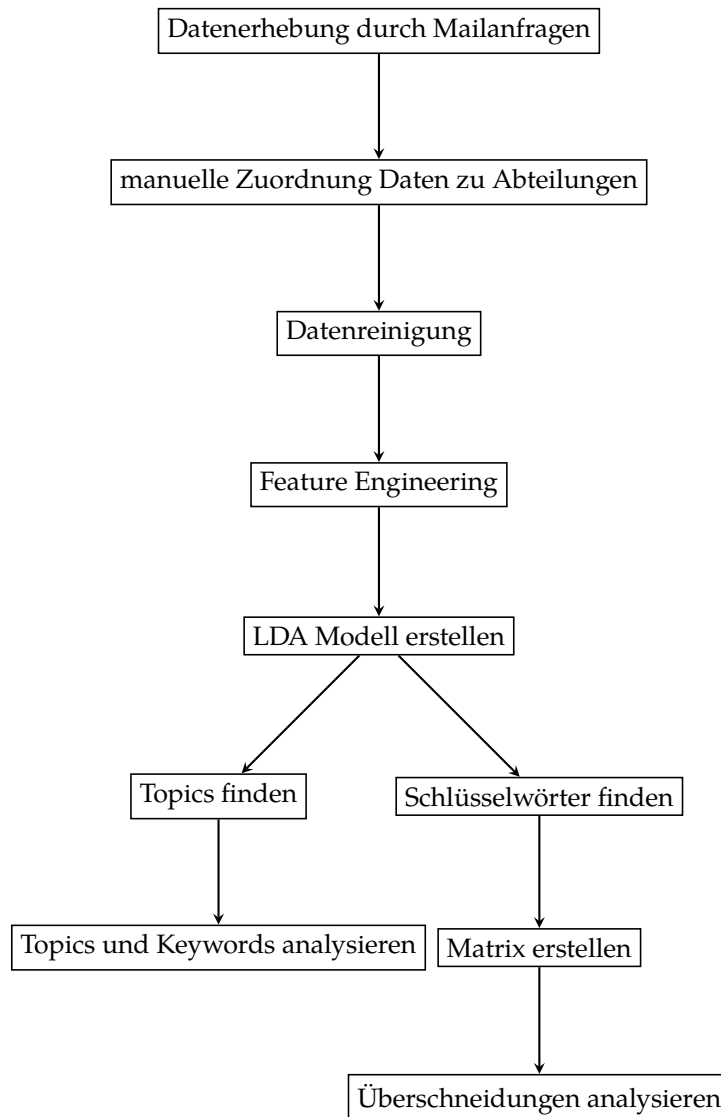 Datenerhebung durch Mailanfragen
manuelle Zuordnung Daten zu Abteilungen
Datenreinigung
Feature Engineering
LDA Modell erstellen
Topics finden
Schlüsselwörter finden
Topics und Keywords analysieren
Matrix erstellen
Überschneidungen analysieren